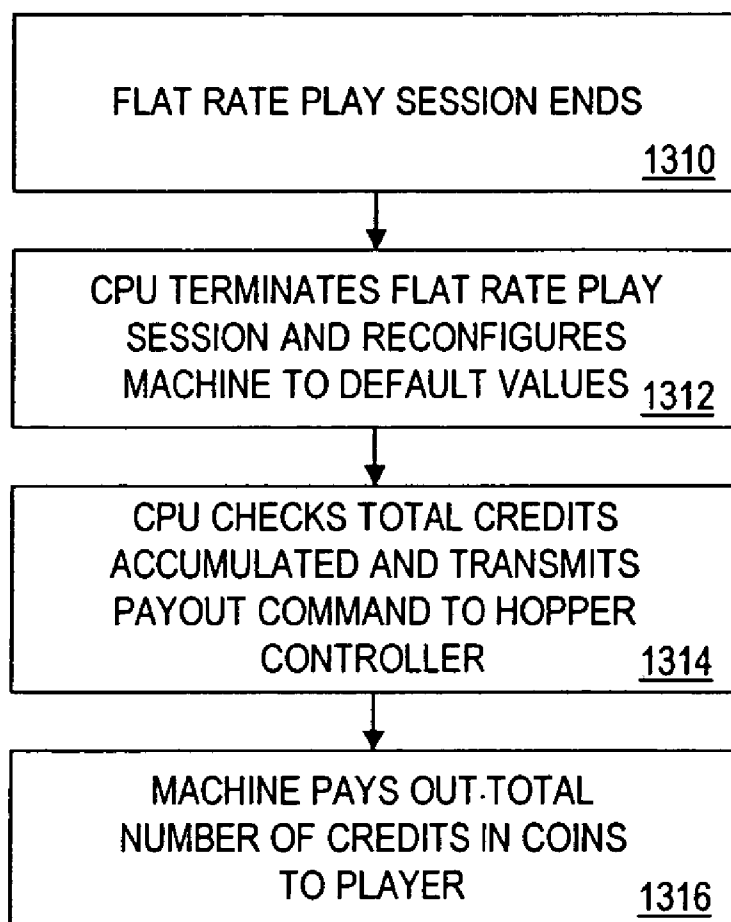 FLAT RATE PLAY SESSION ENDS
1310
CPU TERMINATES FLAT RATE PLAY
SESSION AND RECONFIGURES
MACHINE TO DEFAULT VALUES
1312
CPU CHECKS TOTAL CREDITS
ACCUMULATED AND TRANSMITS
PAYOUT COMMAND TO HOPPER
CONTROLLER
1314
MACHINE PAYS OUT TOTAL
NUMBER OF CREDITS IN COINS
TO PLAYER
1316